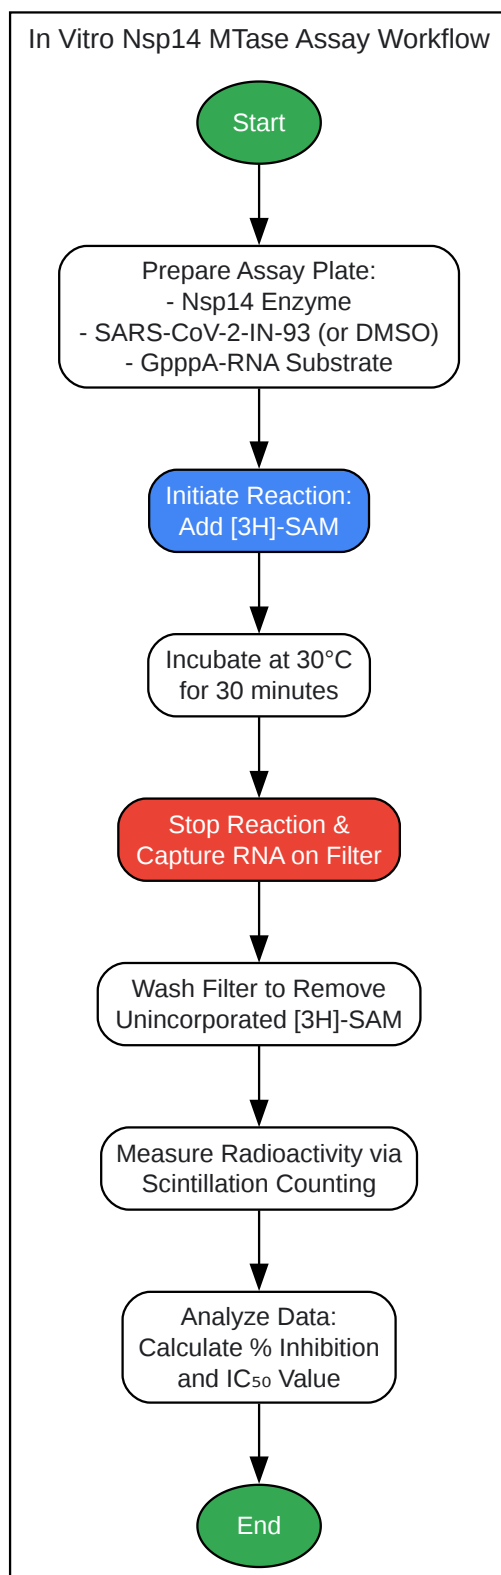 In Vitro Nsp14 MTase Assay Workflow
Start
Prepare Assay Plate:
- Nsp14 Enzyme
- SARS-CoV-2-IN-93 (or DMSO)
- GpppA-RNA Substrate
Initiate Reaction:
Add [3H]-SAM
Incubate at 30°C
for 30 minutes
Stop Reaction &
Capture RNA on Filter
Wash Filter to Remove
Unincorporated [3H]-SAM
Measure Radioactivity via
Scintillation Counting
Analyze Data:
Calculate % Inhibition
and IC₅₀ Value
End